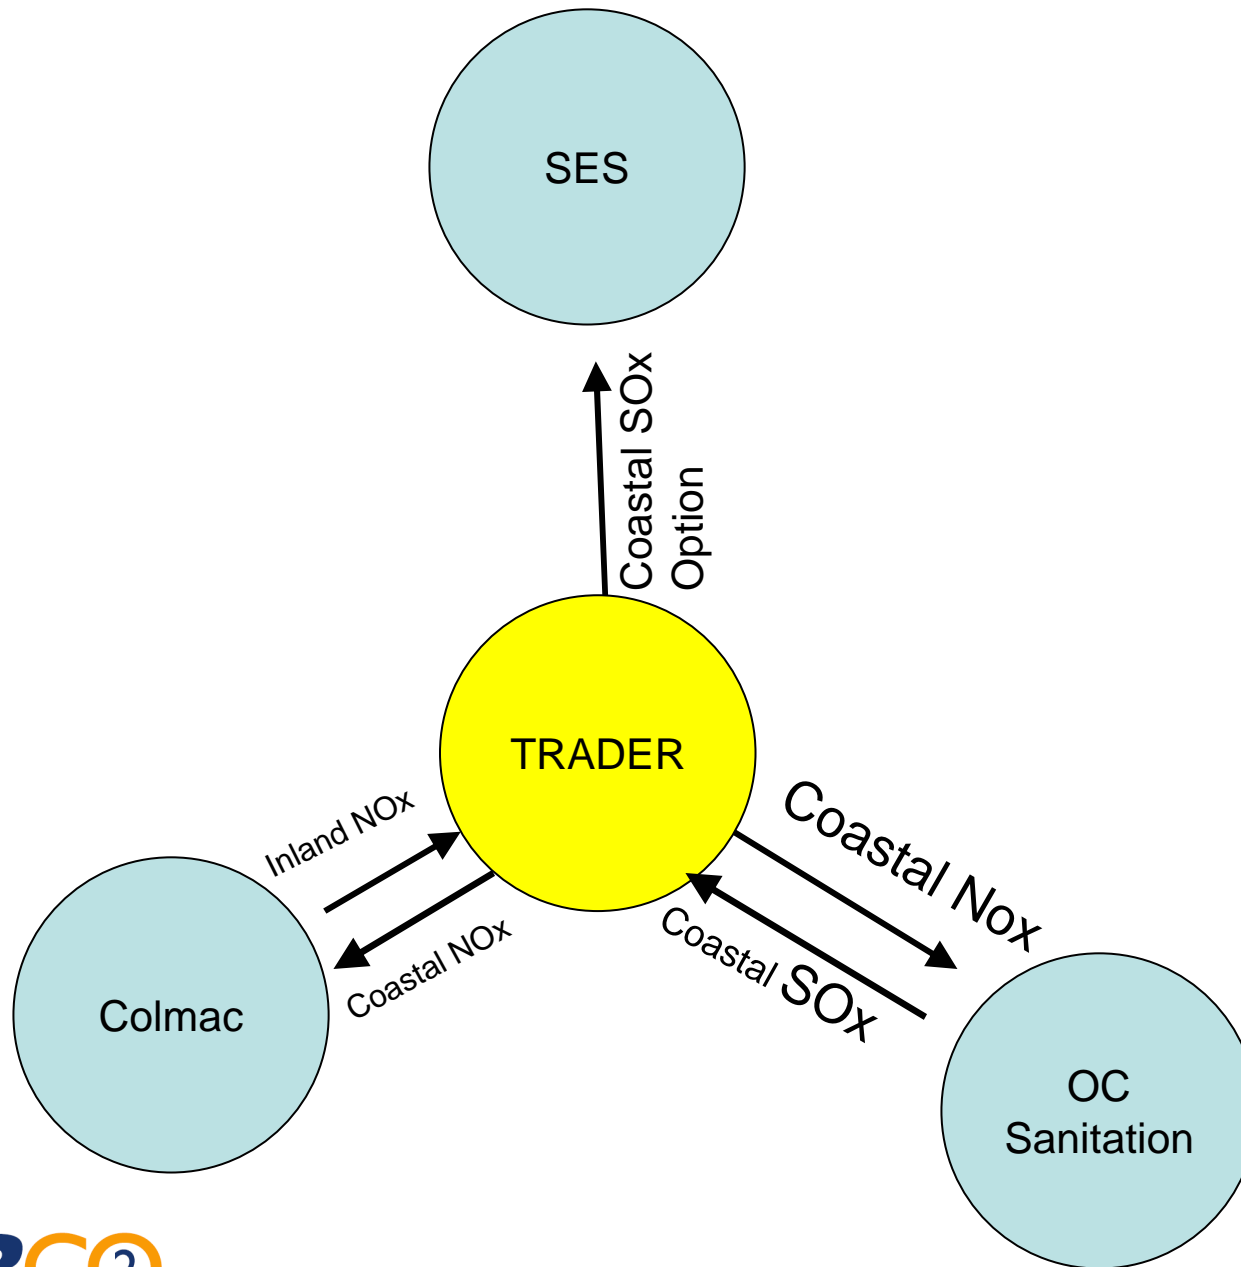 SES
Coastal SOx
Option
TRADER
Inland NOx
Coastal NOx
Coastal Nox
Coastal SOx
Colmac
OC
Sanitation